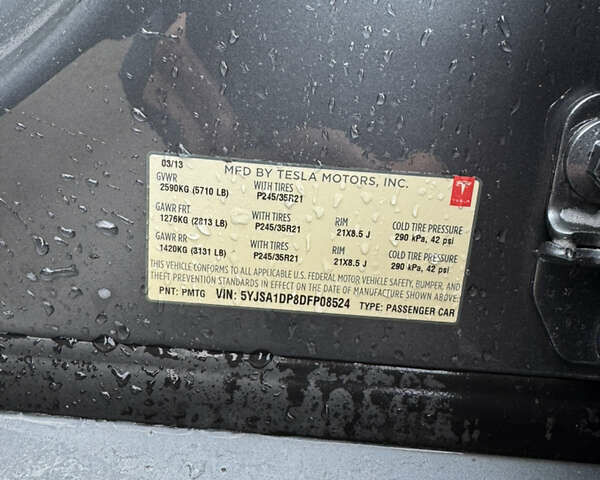 03/13 MFD BY TESLA MOTORS, INC.
GVWR
2590KG (5710 LB) WITH TIRES P245/35R21
GAWR FRT
1276KG (2813 LB) WITH TIRES P245/35R21 RIM 21X8.5 J COLD TIRE PRESSURE 290 kPa, 42 psi
GAWR RR
1420KG (3131 LB) WITH TIRES P245/35R21 RIM 21X8.5 J COLD TIRE PRESSURE 290 kPa, 42 psi
THIS VEHICLE CONFORMS TO ALL APPLICABLE U.S. FEDERAL MOTOR VEHICLE SAFETY, BUMPER, AND
THEFT PREVENTION STANDARDS IN EFFECT ON THE DATE OF MANUFACTURE SHOWN ABOVE.
PNT: PMTG VIN: 5YJSA1DP8DFP08524 TYPE: PASSENGER CAR
TESLA